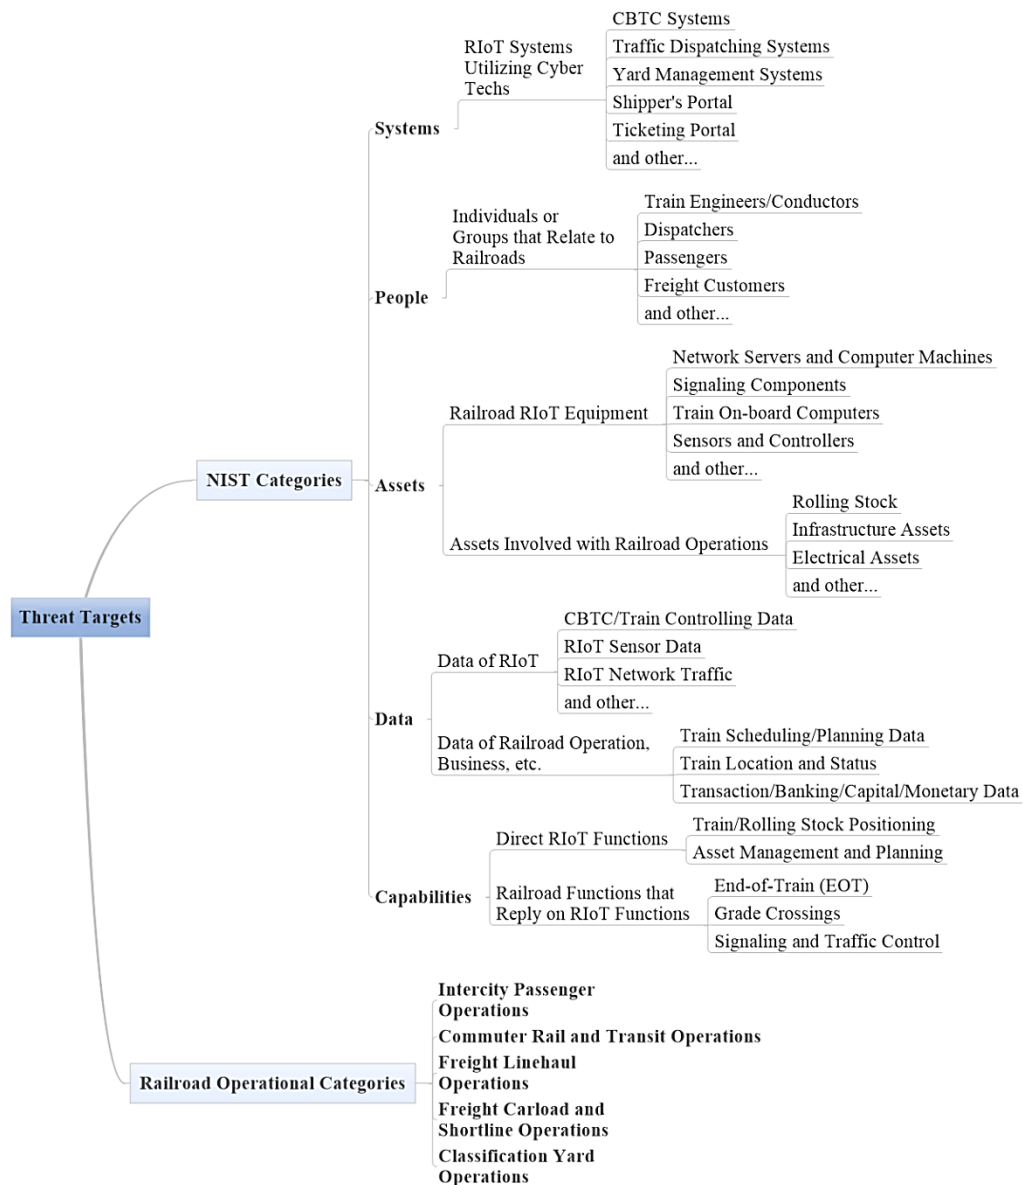 Threat Targets
NIST Categories
Systems
RIoT Systems
Utilizing Cyber
Techs
CBTC Systems
Traffic Dispatching Systems
Yard Management Systems
Shipper's Portal
Ticketing Portal
and other...
People
Individuals or
Groups that Relate to
Railroads
Train Engineers/Conductors
Dispatchers
Passengers
Freight Customers
and other...
Assets
Railroad RIoT Equipment
Network Servers and Computer Machines
Signaling Components
Train On-board Computers
Sensors and Controllers
and other...
Assets Involved with Railroad Operations
Rolling Stock
Infrastructure Assets
Electrical Assets
and other...
Data
Data of RIoT
CBTC/Train Controlling Data
RIoT Sensor Data
RIoT Network Traffic
and other...
Data of Railroad Operation,
Business, etc.
Train Scheduling/Planning Data
Train Location and Status
Transaction/Banking/Capital/Monetary Data
Capabilities
Direct RIoT Functions
Train/Rolling Stock Positioning
Asset Management and Planning
Railroad Functions that
Reply on RIoT Functions
End-of-Train (EOT)
Grade Crossings
Signaling and Traffic Control
Railroad Operational Categories
Intercity Passenger
Operations
Commuter Rail and Transit Operations
Freight Linehaul
Operations
Freight Carload and
Shortline Operations
Classification Yard
Operations